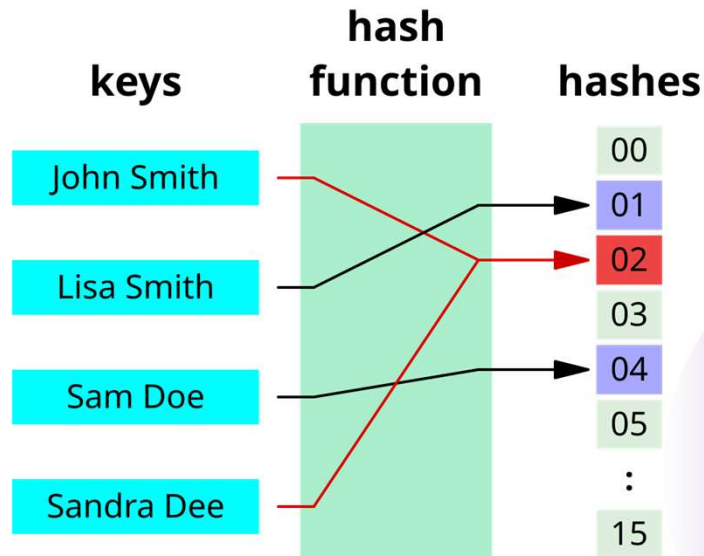 keys
hash
function
hashes
John Smith
Lisa Smith
Sam Doe
Sandra Dee
00
01
02
03
04
05
:
15